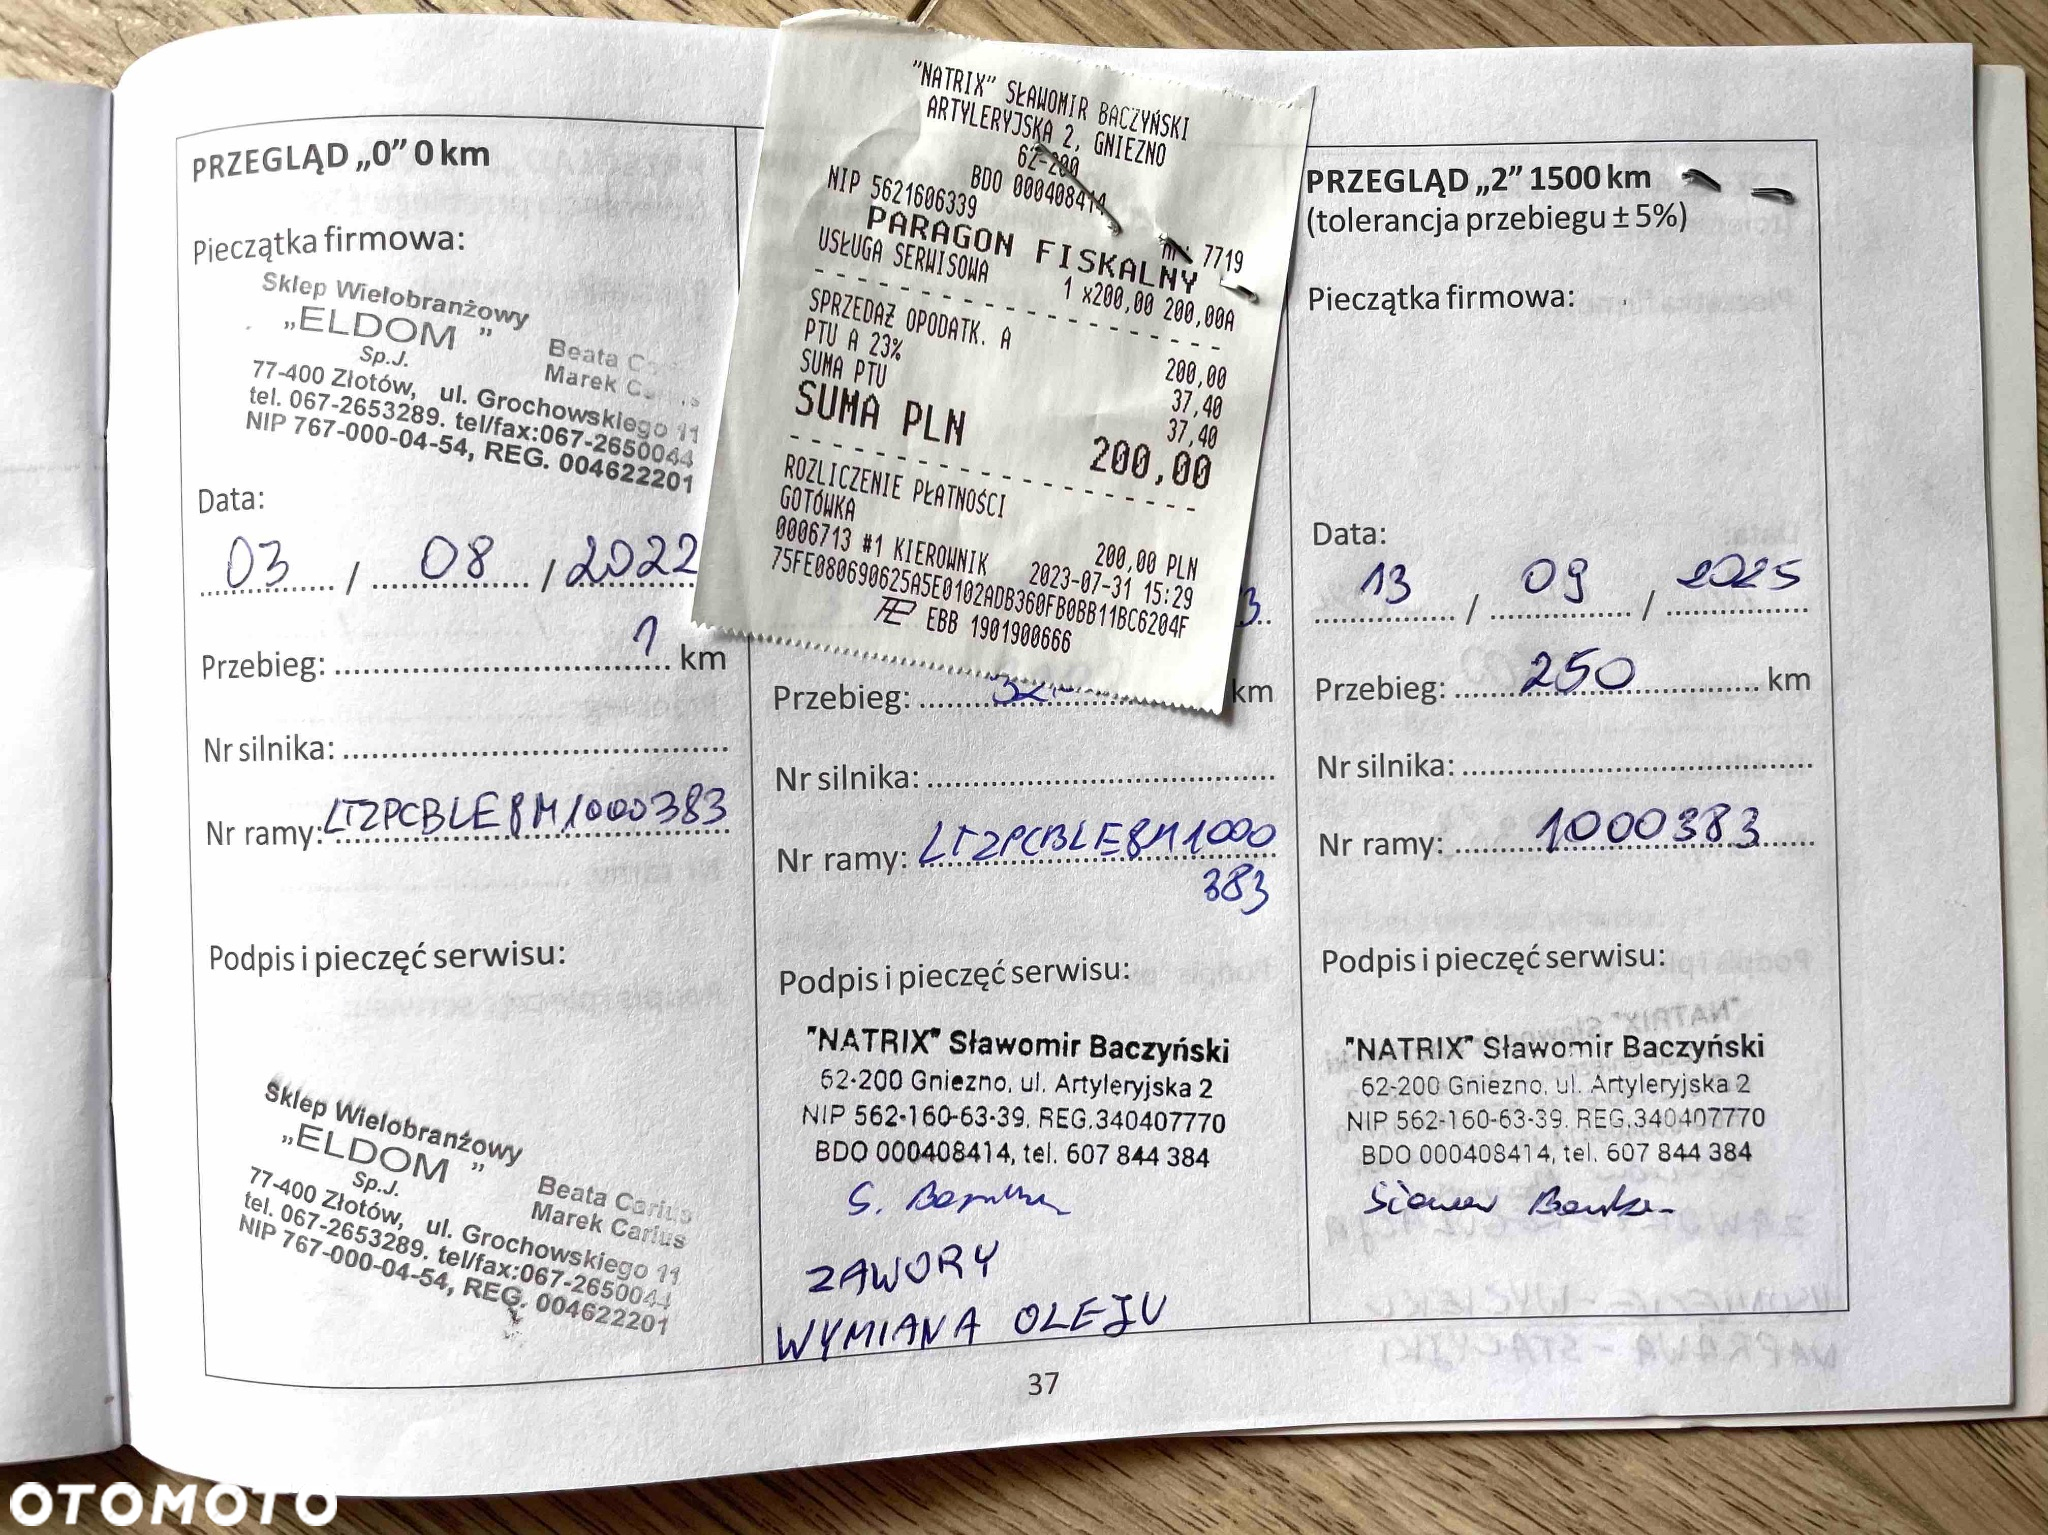 PRZEGLĄD „0” 0 km
Pieczątka firmowa:
Sklep Wielobranżowy
„ELDOM ”
Sp.J.
Beata
Marek
77-400 Złotów, ul. Grochowskiego 11
tel. 067-2653289. tel/fax:067-2650044
NIP 767-000-04-54, REG. 004622201
Data:
03 / 08 / 2022
Przebieg: 1 km
Nr silnika:
Nr ramy: LTZPCBLE8M1000383
Podpis i pieczęć serwisu:
Sklep Wielobranżowy
„ELDOM ”
Sp.J.
Beata Carius
Marek Carius
77-400 Złotów, ul. Grochowskiego 11
tel. 067-2653289. tel/fax:067-2650044
NIP 767-000-04-54, REG. 004622201
"NATRIX" SŁAWOMIR BACZYŃSKI
ARTYLERYJSKA 2, GNIEZNO
62-200
BDO 000408414
NIP 5621606339
nr: 7719
PARAGON FISKALNY
USŁUGA SERWISOWA
1 x200,00 200,00A
SPRZEDAŻ OPODATK. A 200,00
PTU A 23% 37,40
SUMA PTU 37,40
SUMA PLN 200,00
ROZLICZENIE PŁATNOŚCI
GOTÓWKA 200,00 PLN
0006713 #1 KIEROWNIK 2023-07-31 15:29
75FE080690625A5E0102ADB360FB0BB11BC6204F
EBB 1901900666
3
Przebieg: km
Nr silnika:
Nr ramy: LTZPCBLE8M1000
383
Podpis i pieczęć serwisu:
"NATRIX" Sławomir Baczyński
62-200 Gniezno, ul. Artyleryjska 2
NIP 562-160-63-39, REG.340407770
BDO 000408414, tel. 607 844 384
ZAWORY
WYMIANA OLEJU
PRZEGLĄD „2” 1500 km
(tolerancja przebiegu ± 5%)
Pieczątka firmowa:
Data:
13 / 09 / 2025
Przebieg: 250 km
Nr silnika:
Nr ramy: 1000383
Podpis i pieczęć serwisu:
"NATRIX" Sławomir Baczyński
62-200 Gniezno, ul. Artyleryjska 2
NIP 562-160-63-39, REG.340407770
BDO 000408414, tel. 607 844 384
37
OTOMOTO